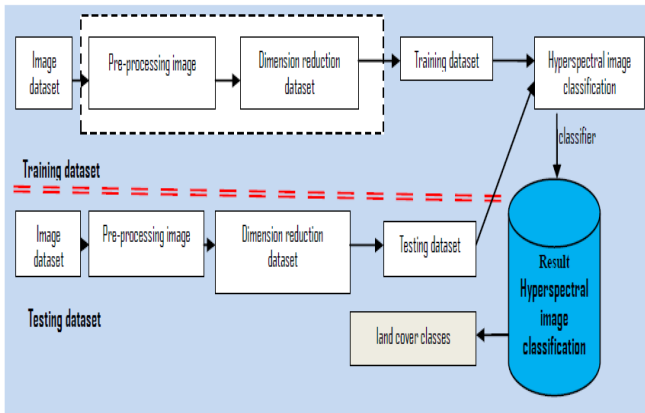 Image
dataset
Pre-processing image
Dimension reduction
dataset
Training dataset
Hyperspectral image
classification
classifier
Training dataset
Image
dataset
Pre-processing image
Dimension reduction
dataset
Testing dataset
Testing dataset
Result
Hyperspectral
image
classification
land cover classes